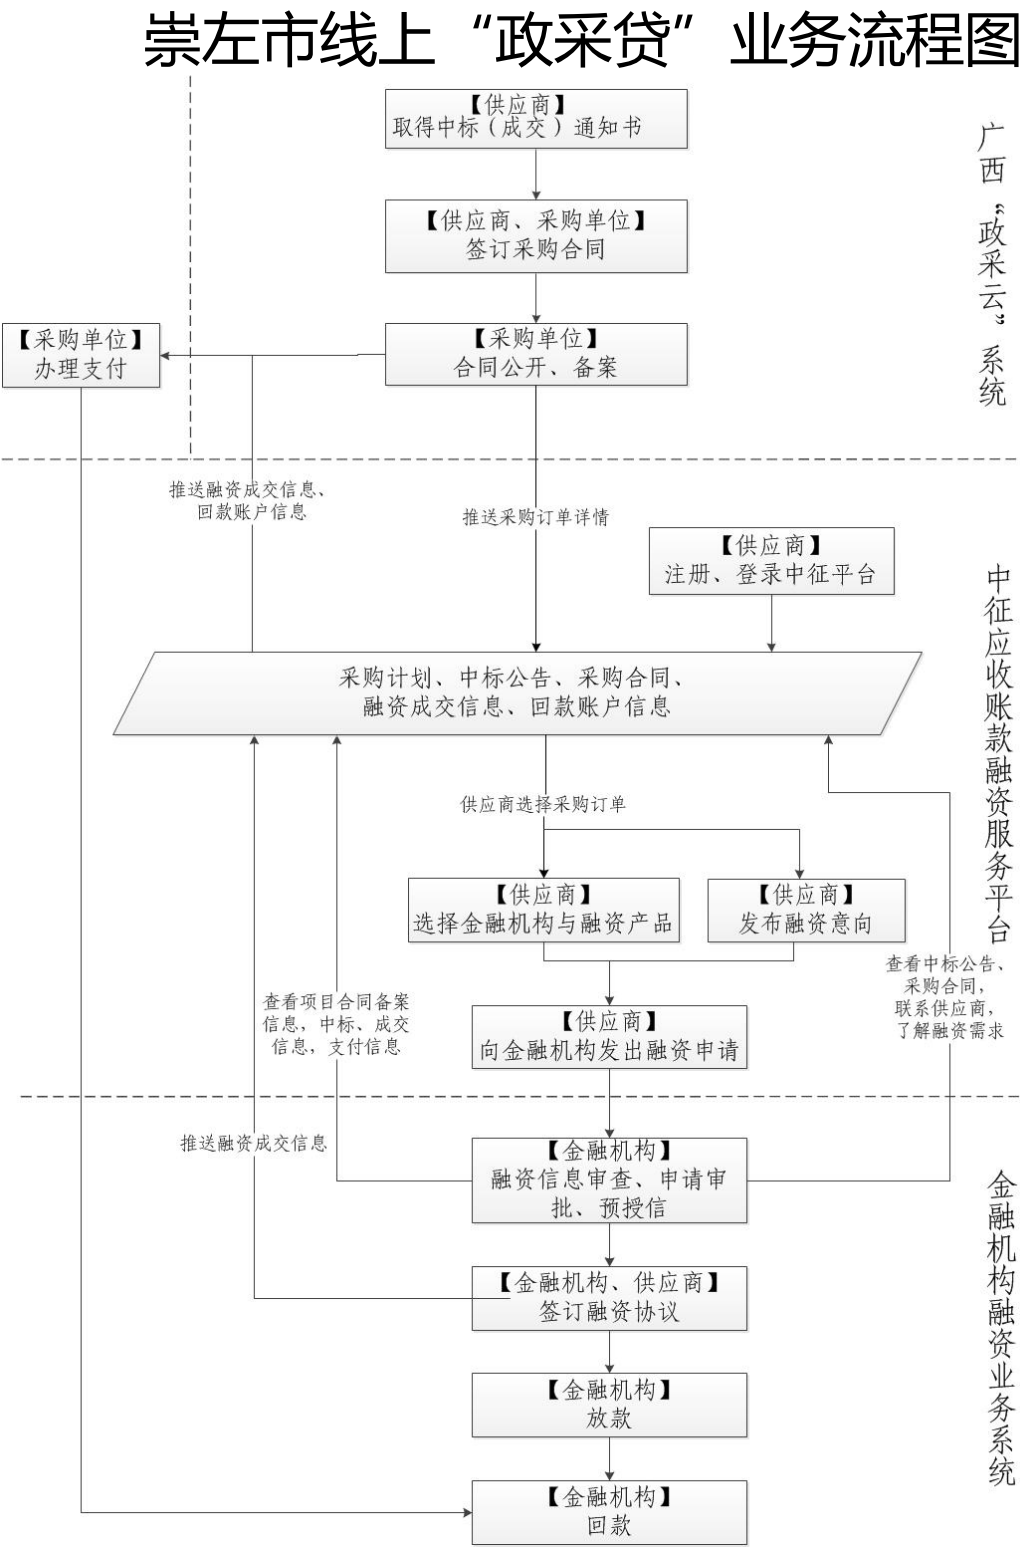 崇左市线上“政采贷”业务流程图
【供应商】
取得中标（成交）通知书
【供应商、采购单位】
签订采购合同
【采购单位】
办理支付
【采购单位】
合同公开、备案
广西“政采云”系统
推送融资成交信息、
回款账户信息
推送采购订单详情
【供应商】
注册、登录中征平台
采购计划、中标公告、采购合同、
融资成交信息、回款账户信息
供应商选择采购订单
【供应商】
选择金融机构与融资产品
【供应商】
发布融资意向
中征应收账款融资服务平台
查看项目合同备案
信息，中标、成交
信息，支付信息
查看中标公告、
采购合同，
联系供应商，
了解融资需求
【供应商】
向金融机构发出融资申请
推送融资成交信息
【金融机构】
融资信息审查、申请审
批、预授信
【金融机构、供应商】
签订融资协议
【金融机构】
放款
【金融机构】
回款
金融机构融资业务系统